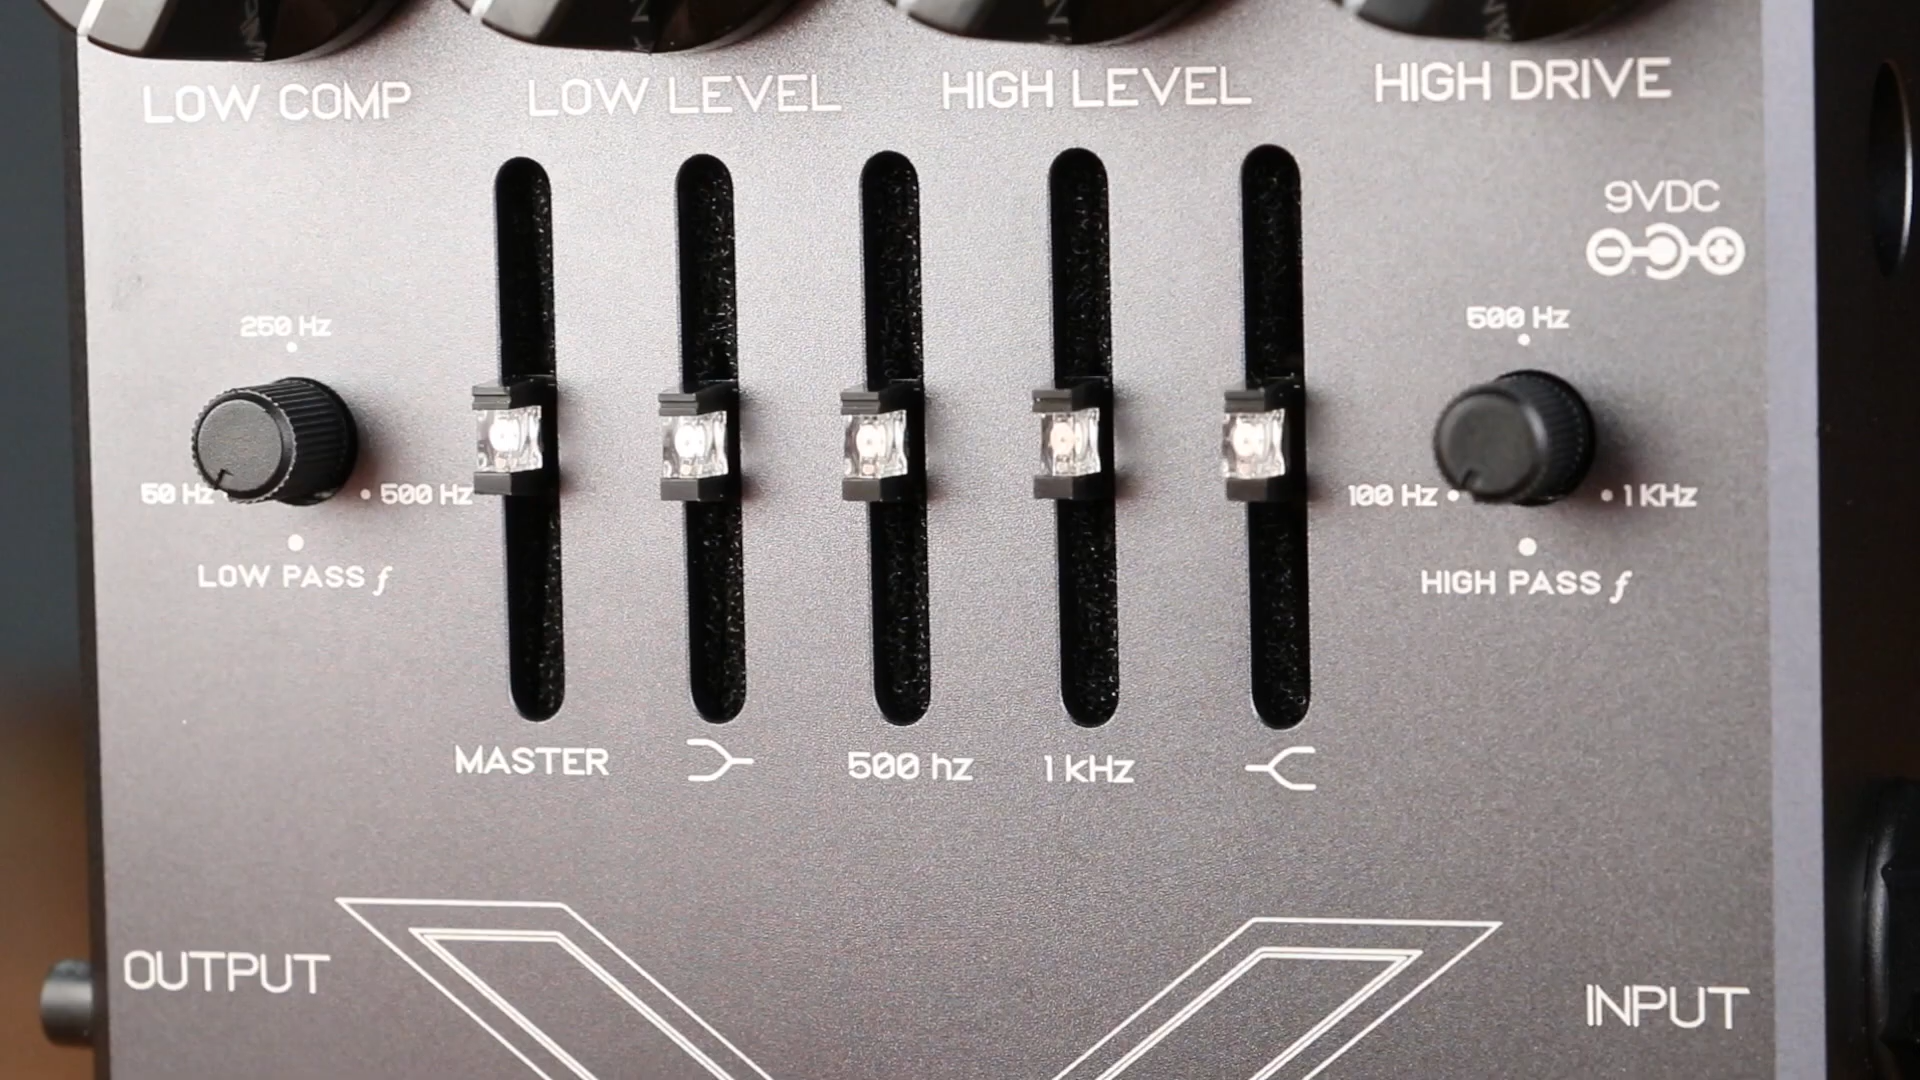 LOW COMP LOW LEVEL HIGH LEVEL HIGH DRIVE
9VDC
250 Hz
500 Hz
50 Hz 500 Hz
100 Hz 1 KHz
LOW PASS ƒ
HIGH PASS ƒ
MASTER 500 hz 1 kHz
OUTPUT
INPUT